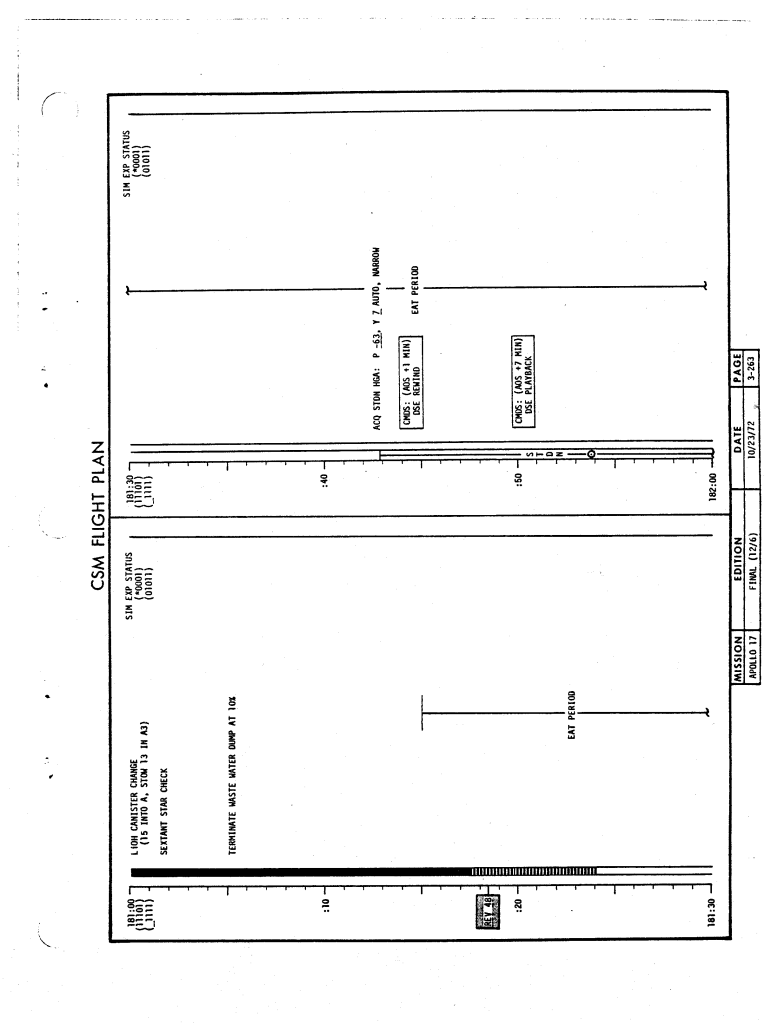 CSM FLIGHT PLAN
181:00
(11101)
(_1111)
LiOH CANISTER CHANGE
(15 INTO A, STOW 13 IN A3)
SEXTANT STAR CHECK
SIM EXP STATUS
(*0001)
(01011)
TERMINATE WASTE WATER DUMP AT 10%
:10
EAT PERIOD
REV 48
:20
181:30
181:30
(11101)
(_1111)
SIM EXP STATUS
(*0001)
(01011)
:40
ACQ STDN HGA: P -63, Y 7 AUTO, NARROW
CMDS: (AOS +1 MIN)
DSE REWIND
EAT PERIOD
:50
CMDS: (AOS +7 MIN)
DSE PLAYBACK
STDN
182:00
MISSION EDITION DATE PAGE
APOLLO 17 FINAL (12/6) 10/23/72 3-263